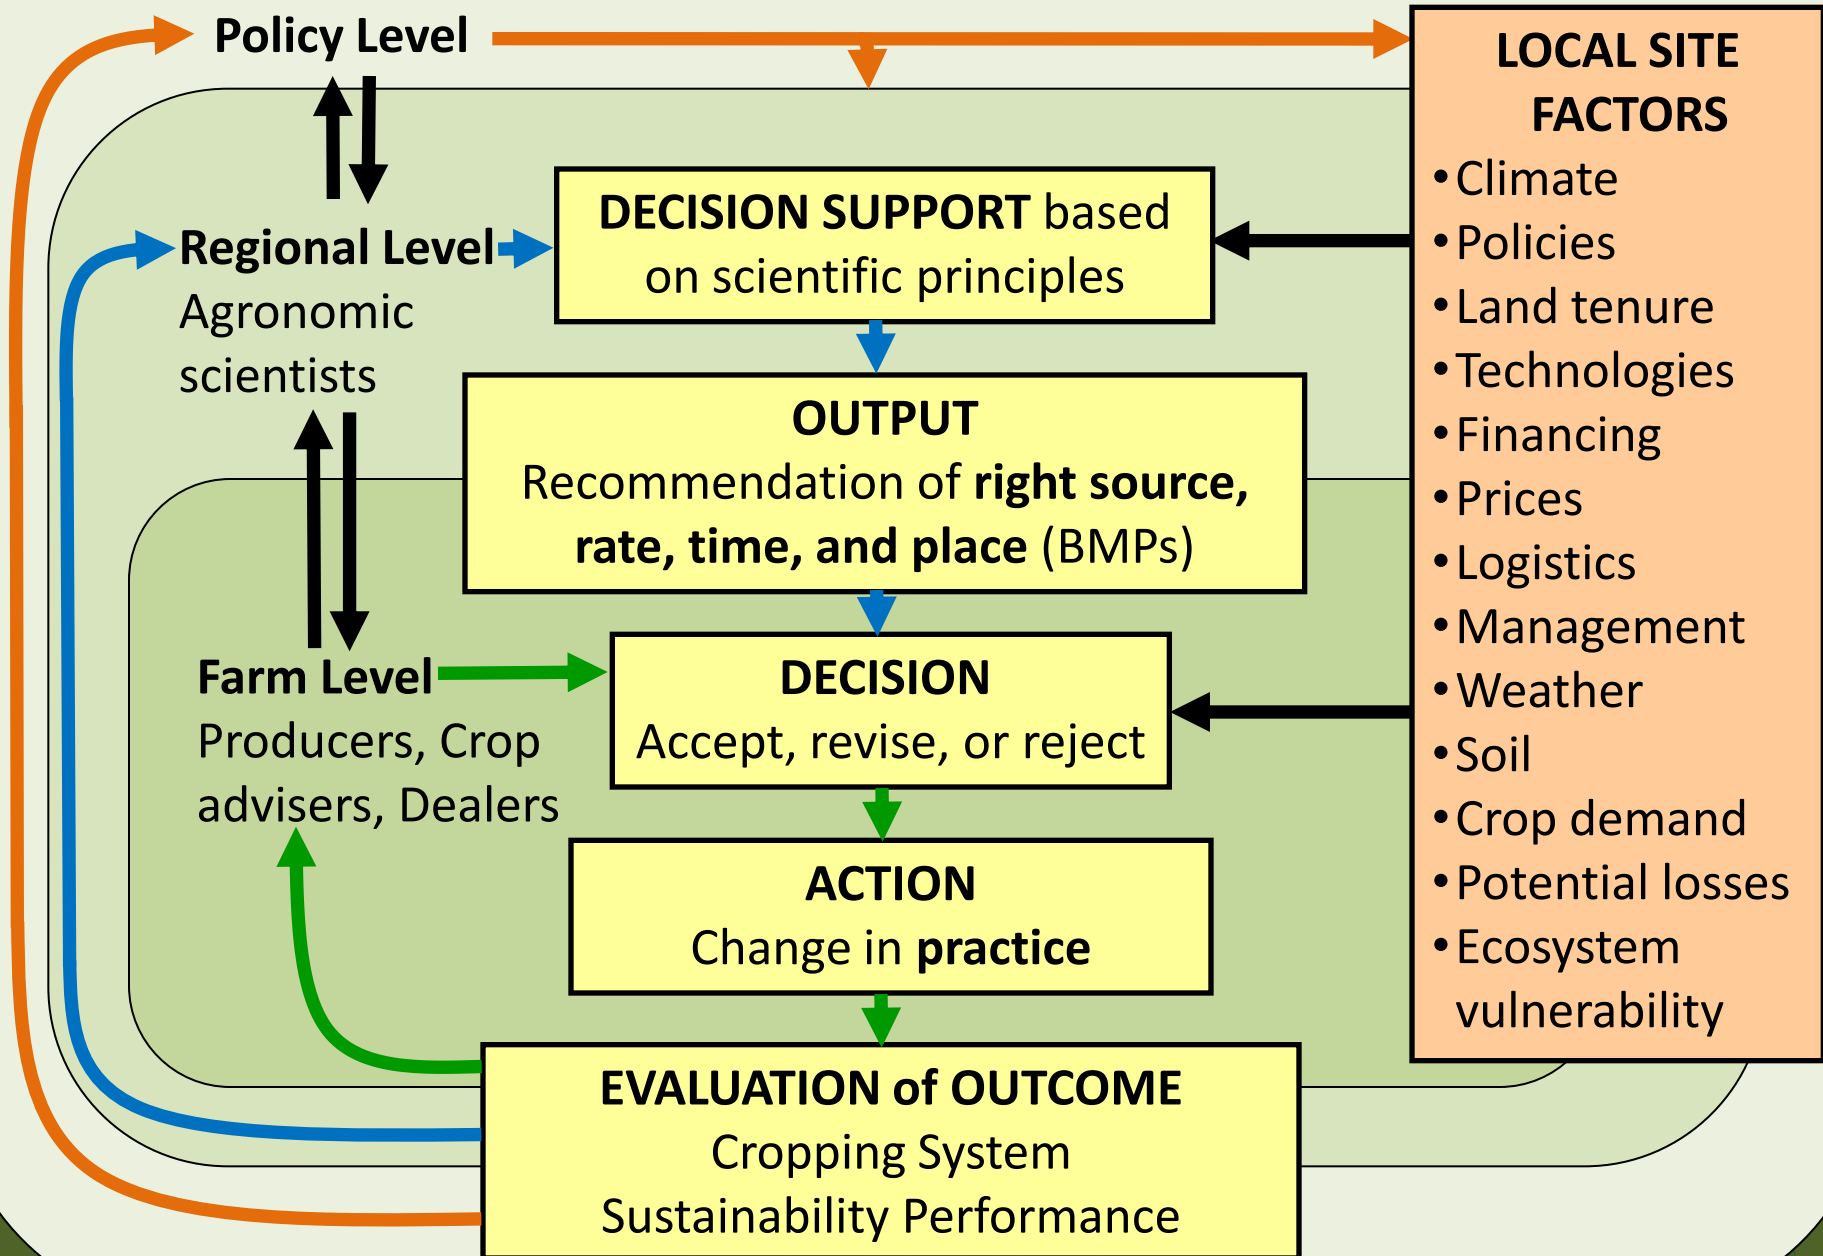 Policy Level
Regional Level
Agronomic
scientists
Farm Level
Producers, Crop
advisers, Dealers
DECISION SUPPORT based
on scientific principles
OUTPUT
Recommendation of right source,
rate, time, and place (BMPs)
DECISION
Accept, revise, or reject
ACTION
Change in practice
EVALUATION of OUTCOME
Cropping System
Sustainability Performance
LOCAL SITE
FACTORS
•Climate
•Policies
•Land tenure
•Technologies
•Financing
•Prices
•Logistics
•Management
•Weather
•Soil
•Crop demand
•Potential losses
•Ecosystem
vulnerability